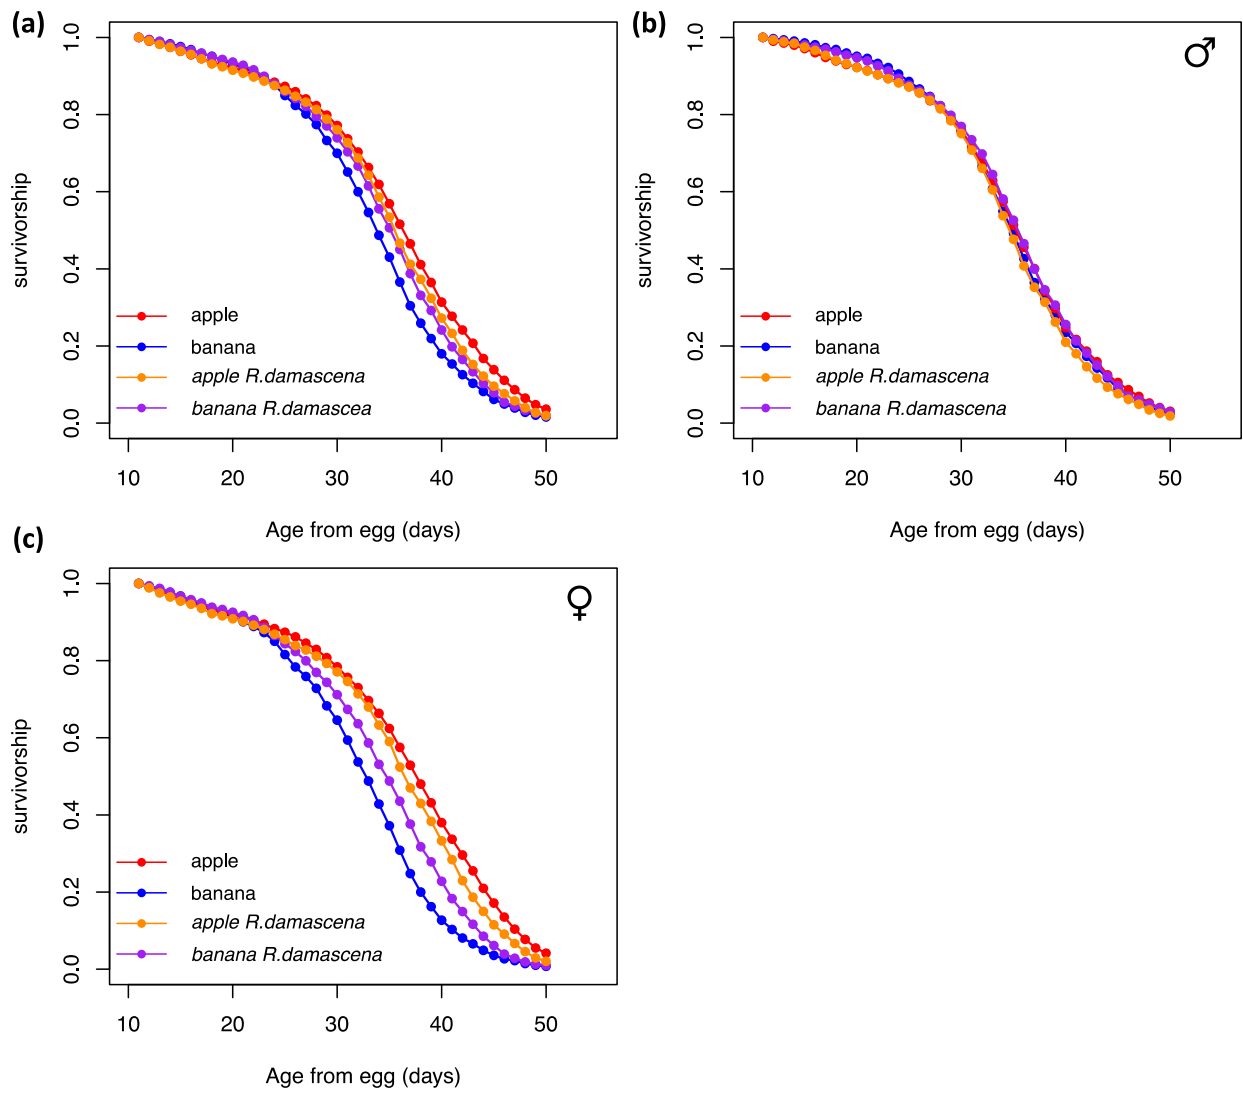 (a)
survivorship
0.0 0.2 0.4 0.6 0.8 1.0
apple
banana
apple R.damascena
banana R.damascea
10 20 30 40 50
Age from egg (days)
(b)
♂
survivorship
0.0 0.2 0.4 0.6 0.8 1.0
apple
banana
apple R.damascena
banana R.damascena
10 20 30 40 50
Age from egg (days)
(c)
♀
survivorship
0.0 0.2 0.4 0.6 0.8 1.0
apple
banana
apple R.damascena
banana R.damascena
10 20 30 40 50
Age from egg (days)